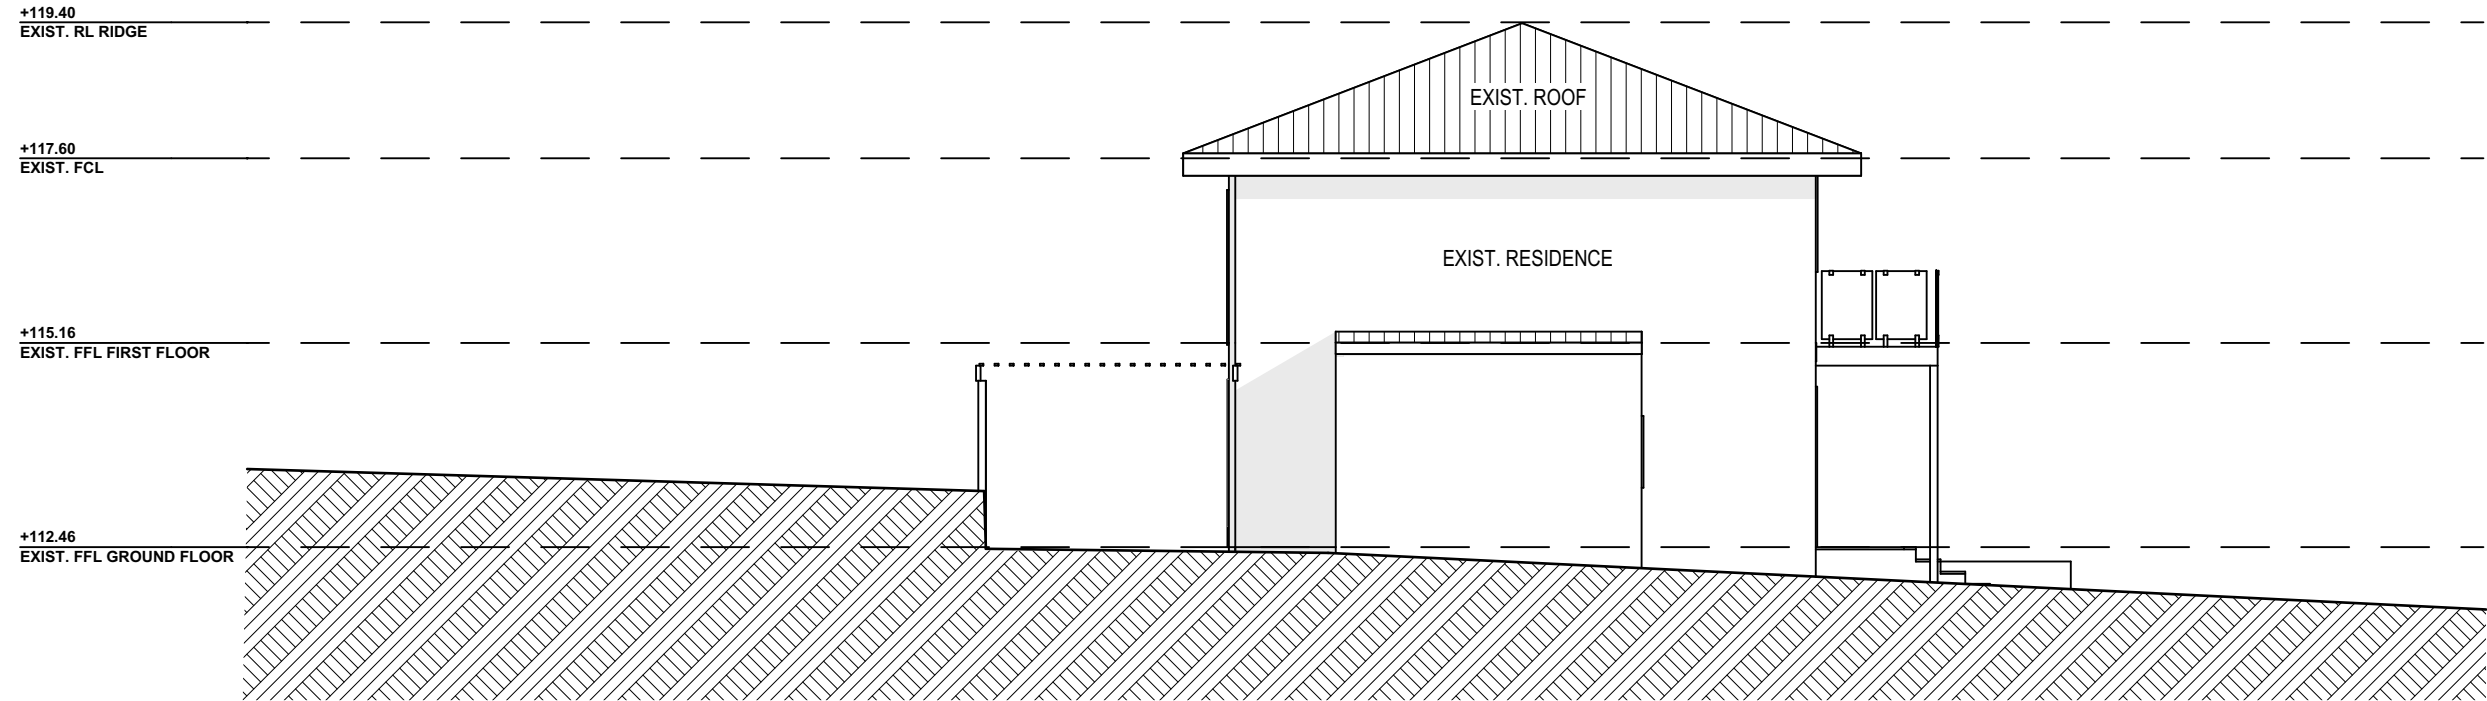 +119.40
EXIST. RL RIDGE
EXIST. ROOF
+117.60
EXIST. FCL
EXIST. RESIDENCE
+115.16
EXIST. FFL FIRST FLOOR
+112.46
EXIST. FFL GROUND FLOOR